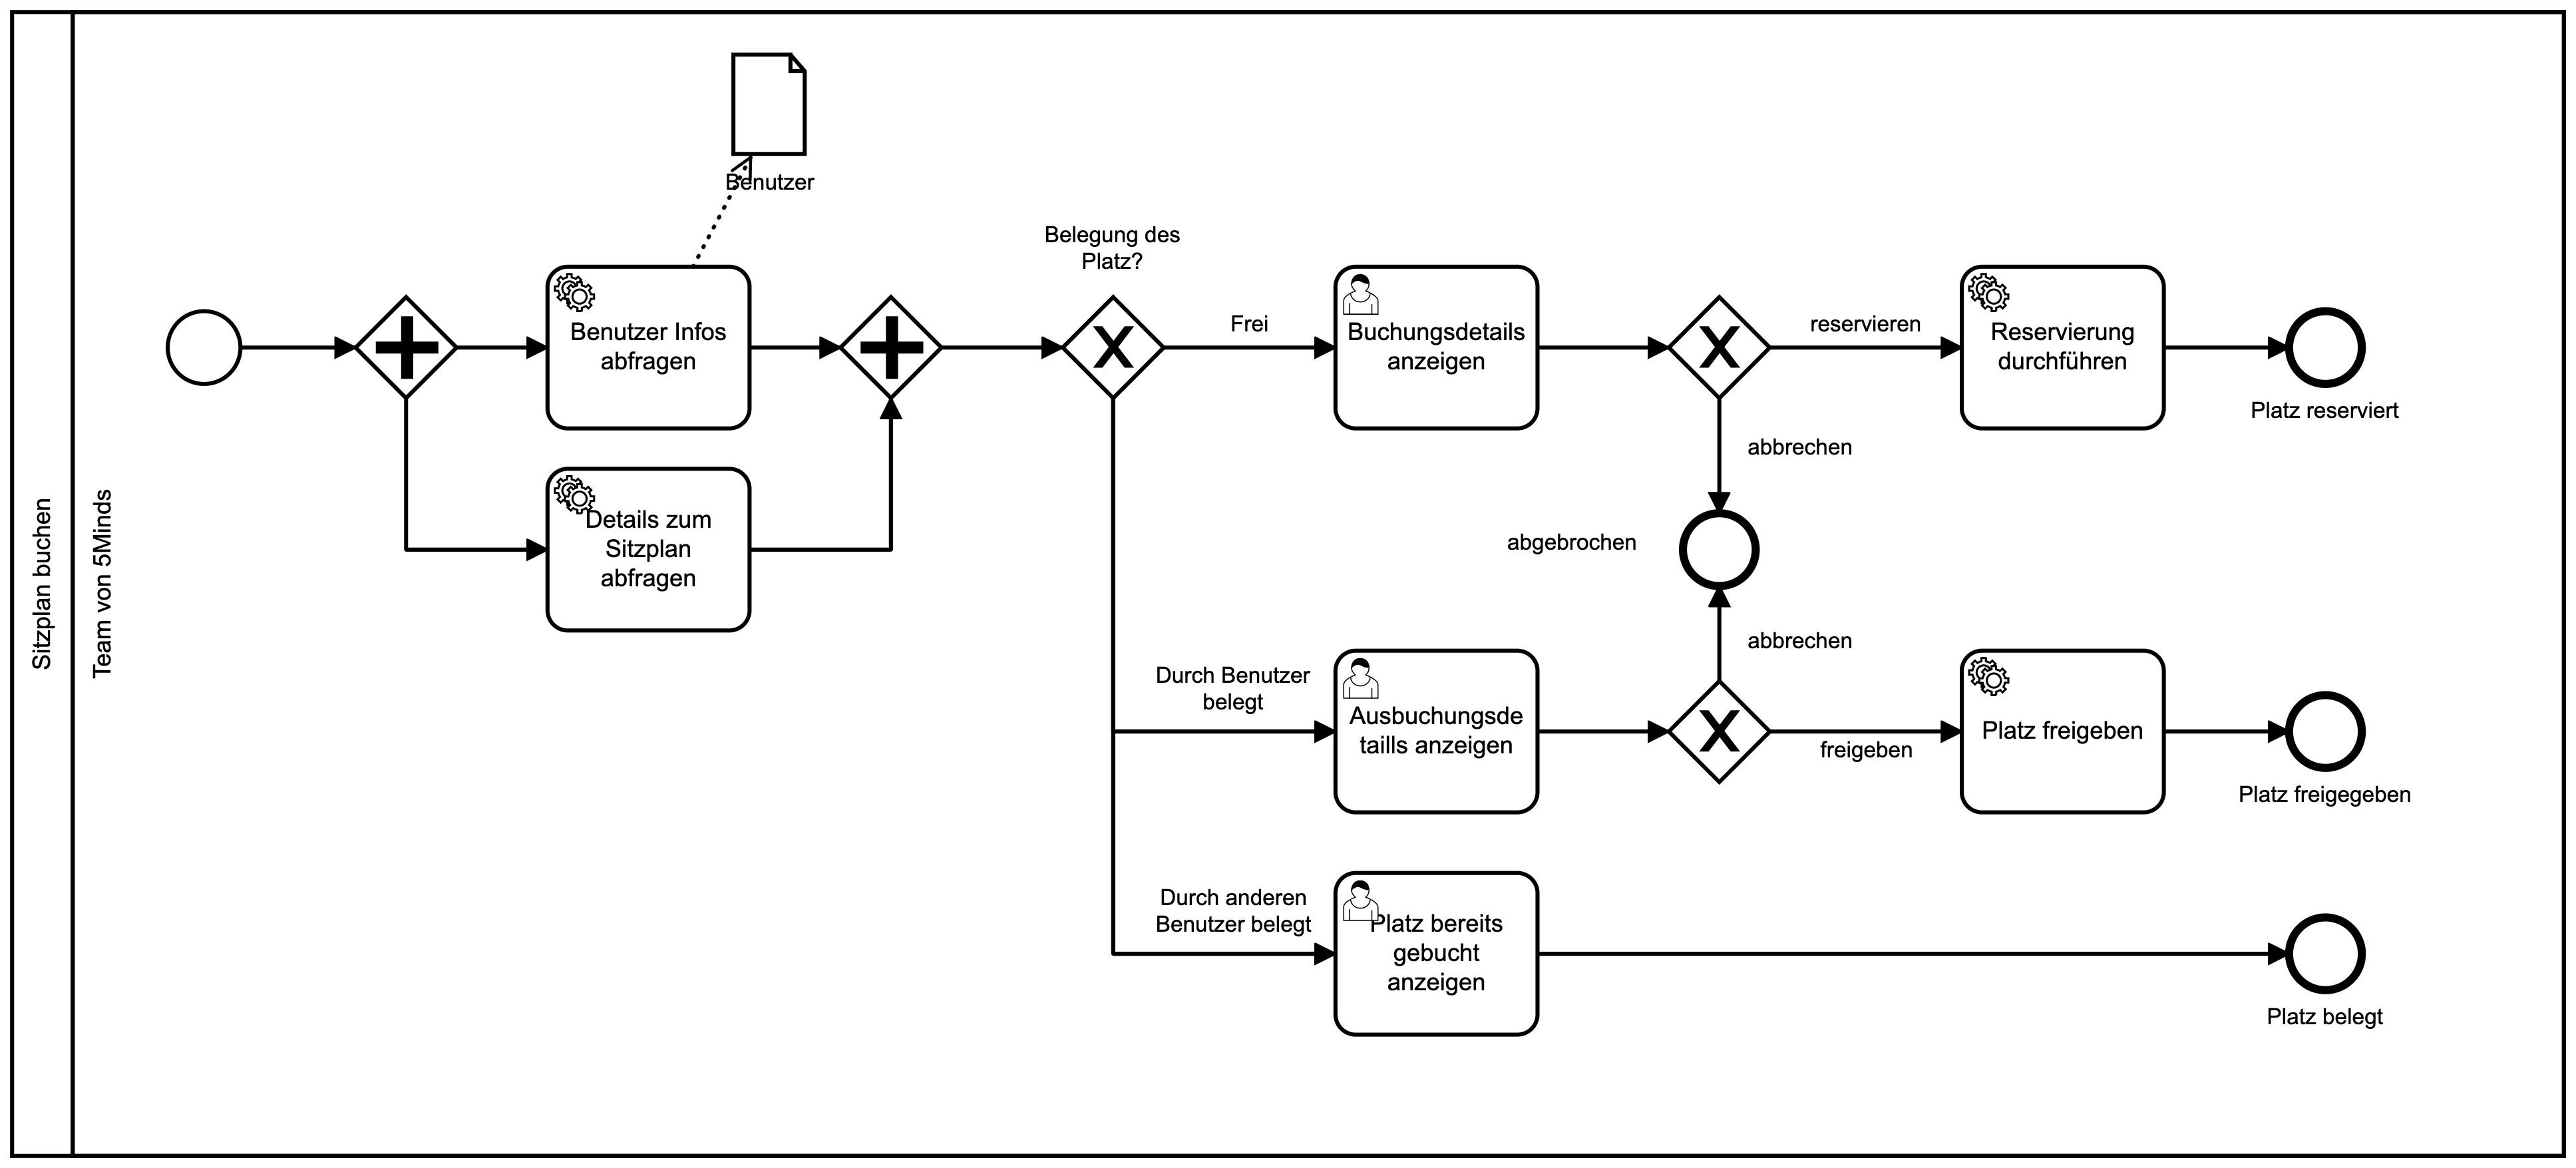 Sitzplan buchen
Team von 5Minds
Benutzer
Benutzer Infos
abfragen
Details zum
Sitzplan
abfragen
Belegung des
Platz?
Frei
Buchungsdetails
anzeigen
reservieren
Reservierung
durchführen
Platz reserviert
abbrechen
abgebrochen
abbrechen
Durch Benutzer
belegt
Ausbuchungsde
taills anzeigen
freigeben
Platz freigeben
Platz freigegeben
Durch anderen
Benutzer belegt
Platz bereits
gebucht
anzeigen
Platz belegt